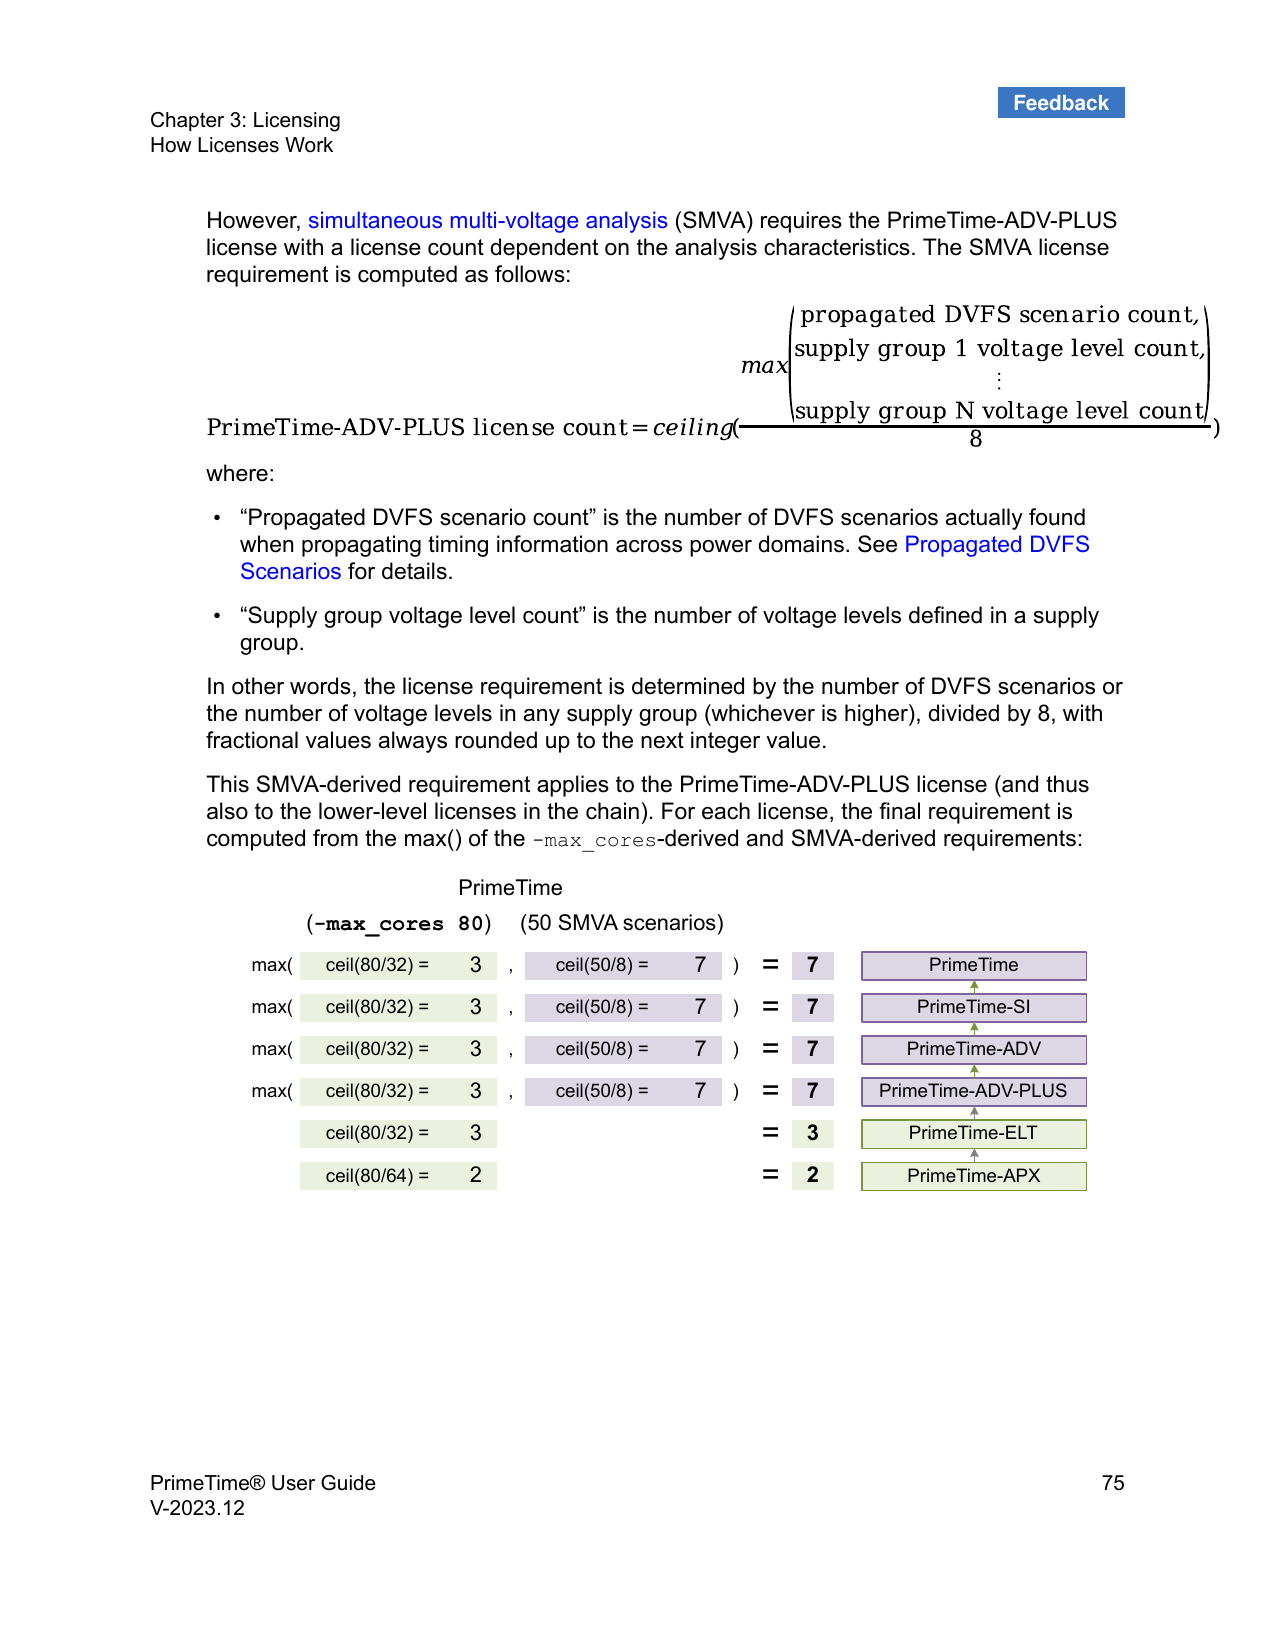 Feedback
Chapter 3: Licensing
How Licenses Work
However, simultaneous multi-voltage analysis (SMVA) requires the PrimeTime-ADV-PLUS
license with a license count dependent on the analysis characteristics. The SMVA license
requirement is computed as follows:
propagated DVFS scenario count,
supply group 1 voltage level count,
max
⋮
supply group N voltage level count
PrimeTime-ADV-PLUS license count=ceiling( )
8
where:
• “Propagated DVFS scenario count” is the number of DVFS scenarios actually found
when propagating timing information across power domains. See Propagated DVFS
Scenarios for details.
• “Supply group voltage level count” is the number of voltage levels defined in a supply
group.
In other words, the license requirement is determined by the number of DVFS scenarios or
the number of voltage levels in any supply group (whichever is higher), divided by 8, with
fractional values always rounded up to the next integer value.
This SMVA-derived requirement applies to the PrimeTime-ADV-PLUS license (and thus
also to the lower-level licenses in the chain). For each license, the final requirement is
computed from the max() of the -max_cores-derived and SMVA-derived requirements:
PrimeTime
(-max_cores 80) (50 SMVA scenarios)
max( ceil(80/32) = 3 , ceil(50/8) = 7 ) = 7 PrimeTime
max( ceil(80/32) = 3 , ceil(50/8) = 7 ) = 7 PrimeTime-SI
max( ceil(80/32) = 3 , ceil(50/8) = 7 ) = 7 PrimeTime-ADV
max( ceil(80/32) = 3 , ceil(50/8) = 7 ) = 7 PrimeTime-ADV-PLUS
ceil(80/32) = 3 = 3 PrimeTime-ELT
ceil(80/64) = 2 = 2 PrimeTime-APX
PrimeTime® User Guide 75
V-2023.12